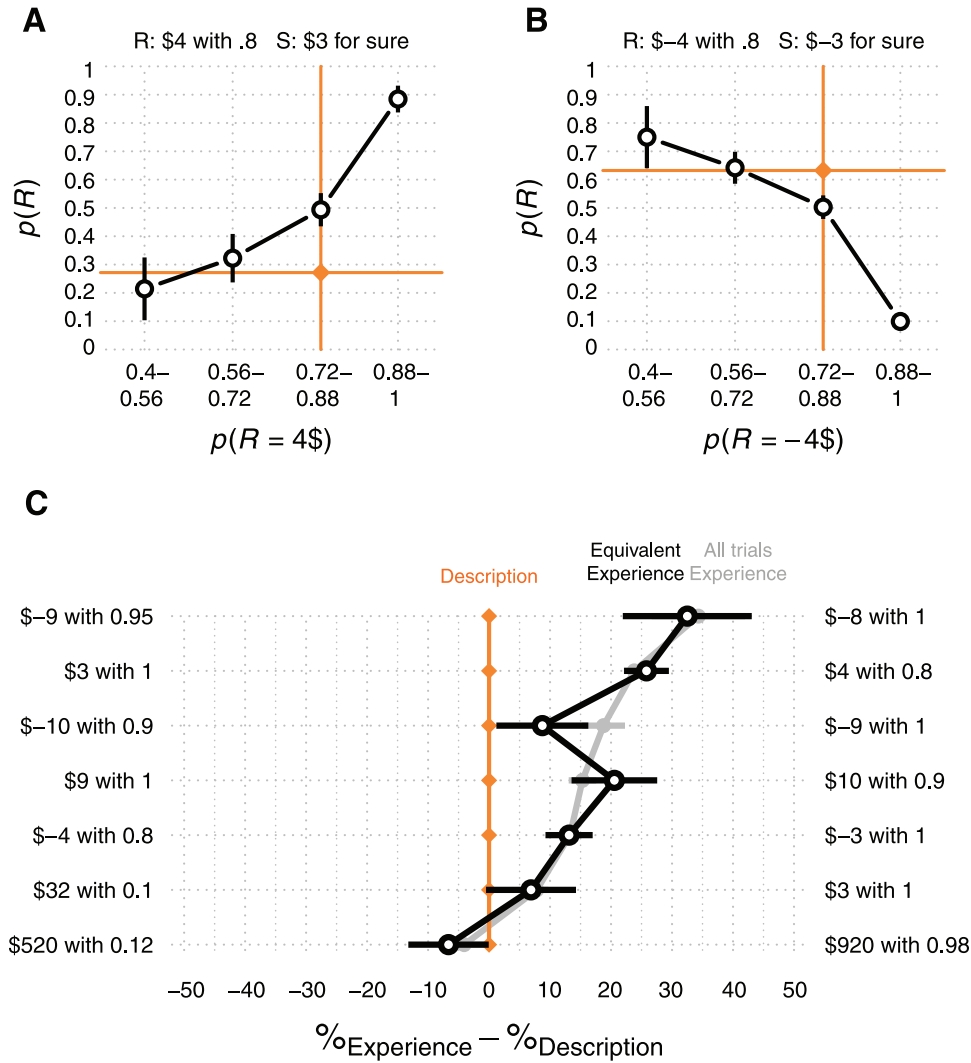 A
R: $4 with .8 S: $3 for sure
1
0.9
0.8
0.7
0.6
0.5
0.4
0.3
0.2
0.1
0
p(R)
0.4– 0.56– 0.72– 0.88–
0.56 0.72 0.88 1
p(R = 4$)
B
R: $−4 with .8 S: $−3 for sure
1
0.9
0.8
0.7
0.6
0.5
0.4
0.3
0.2
0.1
0
p(R)
0.4– 0.56– 0.72– 0.88–
0.56 0.72 0.88 1
p(R = −4$)
C
Equivalent All trials
Description Experience Experience
$−9 with 0.95 $−8 with 1
$3 with 1 $4 with 0.8
$−10 with 0.9 $−9 with 1
$9 with 1 $10 with 0.9
$−4 with 0.8 $−3 with 1
$32 with 0.1 $3 with 1
$520 with 0.12 $920 with 0.98
−50 −40 −30 −20 −10 0 10 20 30 40 50
%Experience − %Description